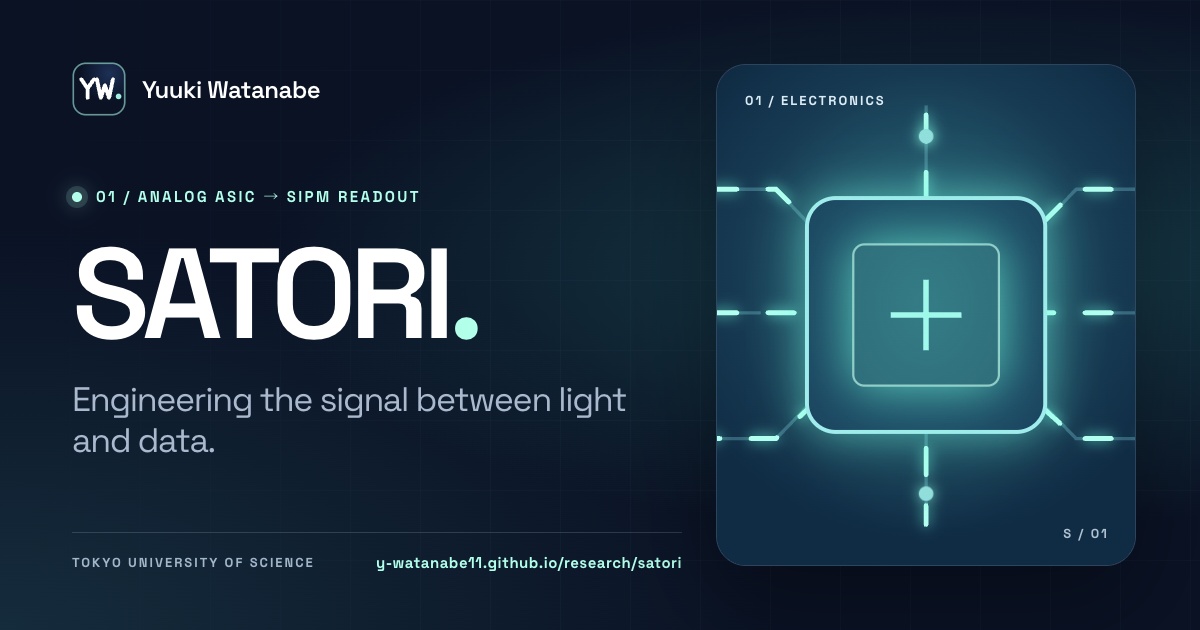 YW.
Yuuki Watanabe
01 / ANALOG ASIC → SIPM READOUT
SATORI.
Engineering the signal between light
and data.
TOKYO UNIVERSITY OF SCIENCE
y-watanabe11.github.io/research/satori
01 / ELECTRONICS
S / 01